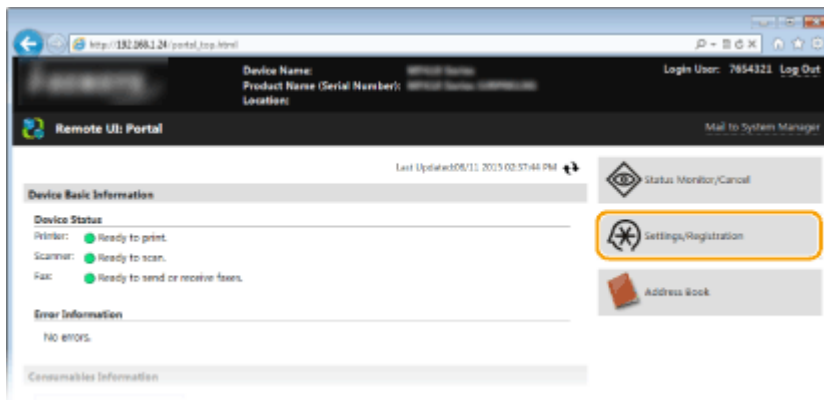 http://192.168.1.24/portal_top.html
Device Name:
Login User: 7654321 Log Out
Product Name (Serial Number):
Location:
Remote UI: Portal
Mail to System Manager
Last Updated:08/11 2015 02:37:44 PM
Status Monitor/Cancel
Device Basic Information
Device Status
Printer: Ready to print.
Settings/Registration
Scanner: Ready to scan.
Fax: Ready to send or receive faxes.
Address Book
Error Information
No errors.
Consumables Information